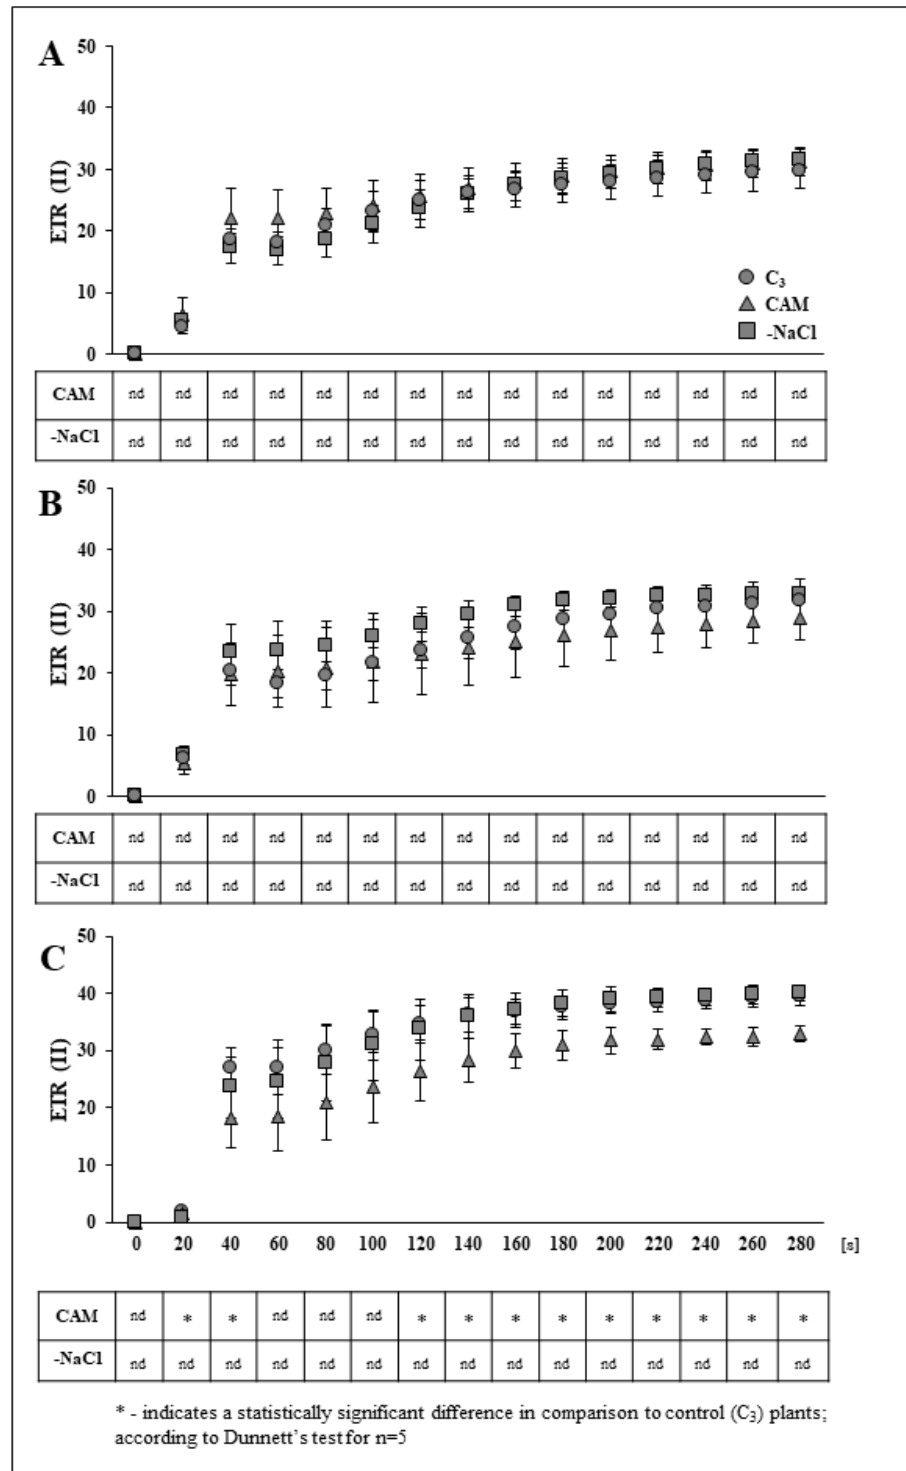 A
50
40
30
20
10
0
ETR (II)
C₃
CAM
-NaCl
CAM nd nd nd nd nd nd nd nd nd nd nd nd nd nd nd
-NaCl nd nd nd nd nd nd nd nd nd nd nd nd nd nd nd
B
50
40
30
20
10
0
ETR (II)
CAM nd nd nd nd nd nd nd nd nd nd nd nd nd nd nd
-NaCl nd nd nd nd nd nd nd nd nd nd nd nd nd nd nd
C
50
40
30
20
10
0
ETR (II)
0 20 40 60 80 100 120 140 160 180 200 220 240 260 280 [s]
CAM nd * * nd nd nd * * * * * * * * *
-NaCl nd nd nd nd nd nd nd nd nd nd nd nd nd nd nd
* - indicates a statistically significant difference in comparison to control (C₃) plants;
according to Dunnett's test for n=5